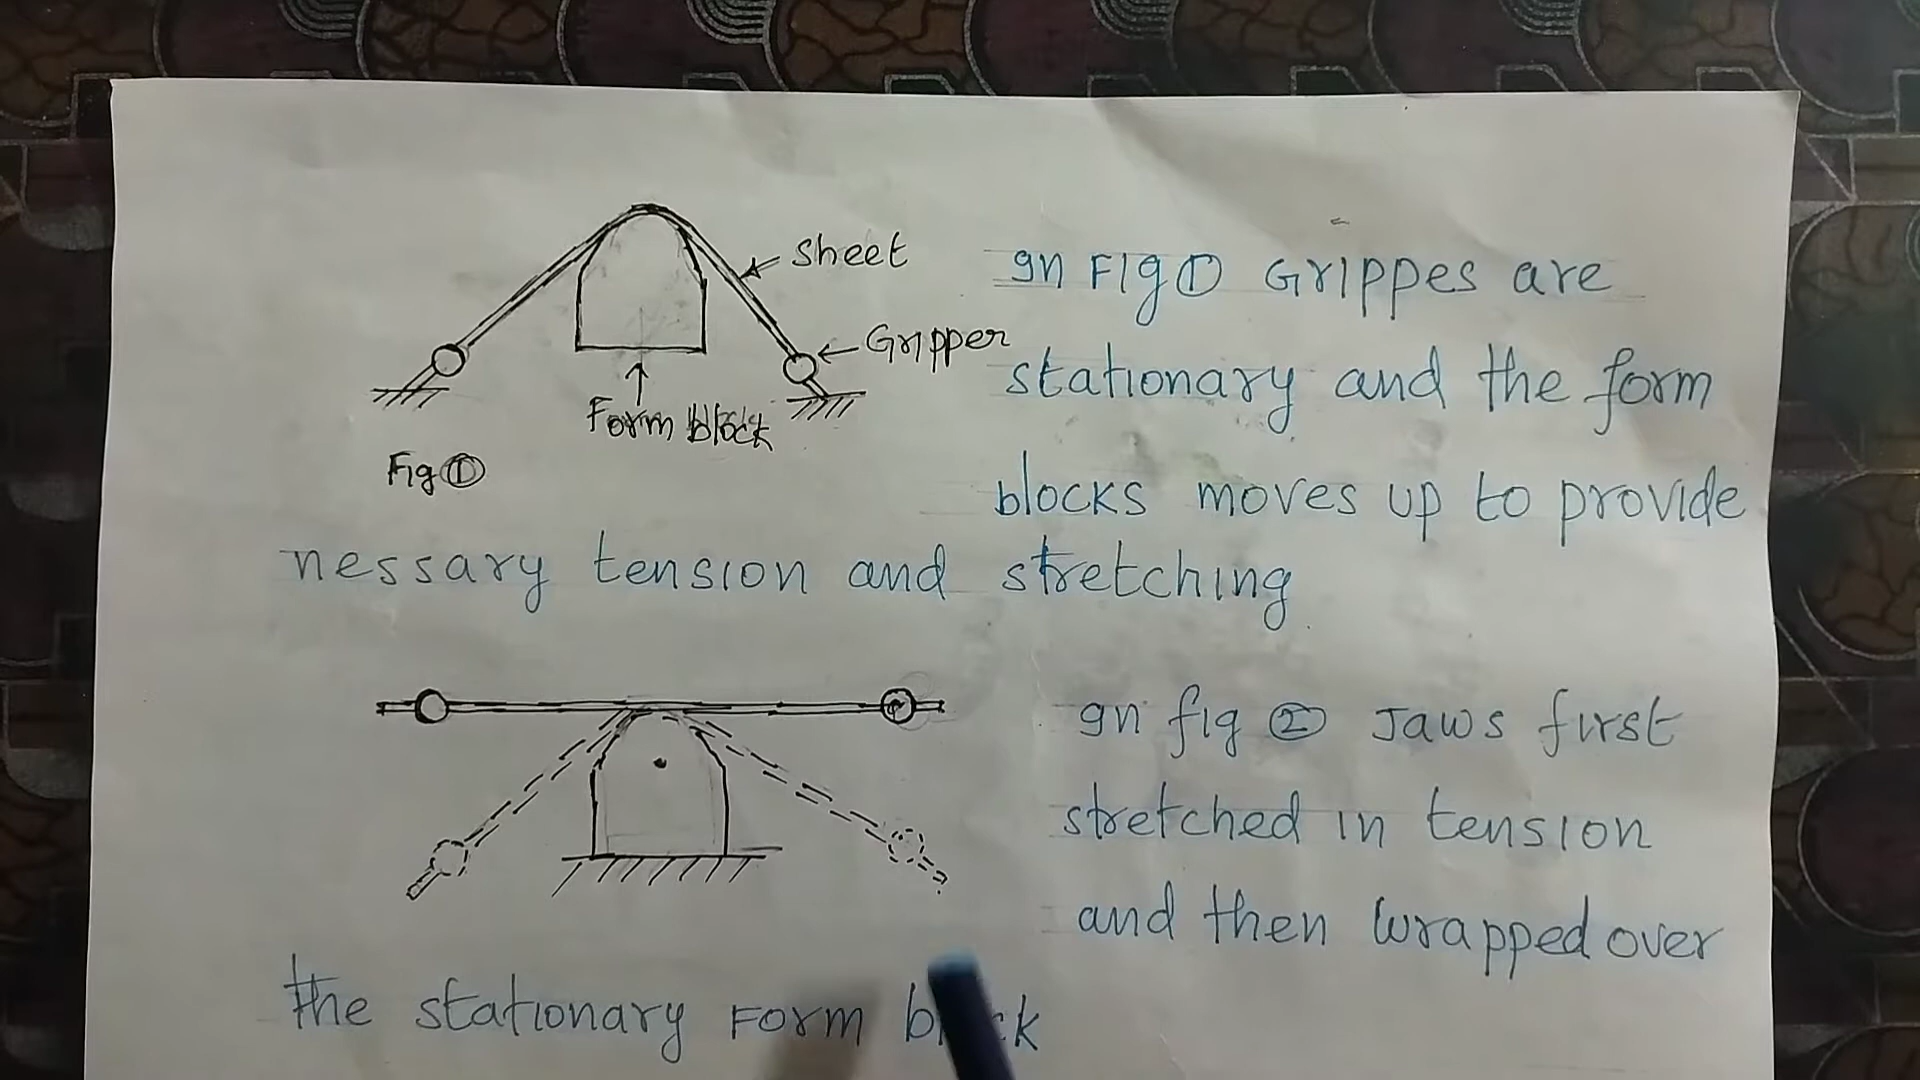 Sheet
Gripper
Form block
Fig ①
In Fig ① Grippes are
stationary and the form
blocks moves up to provide
nessary tension and stretching
In fig ② Jaws first
stretched in tension
and then wrapped over
the stationary Form